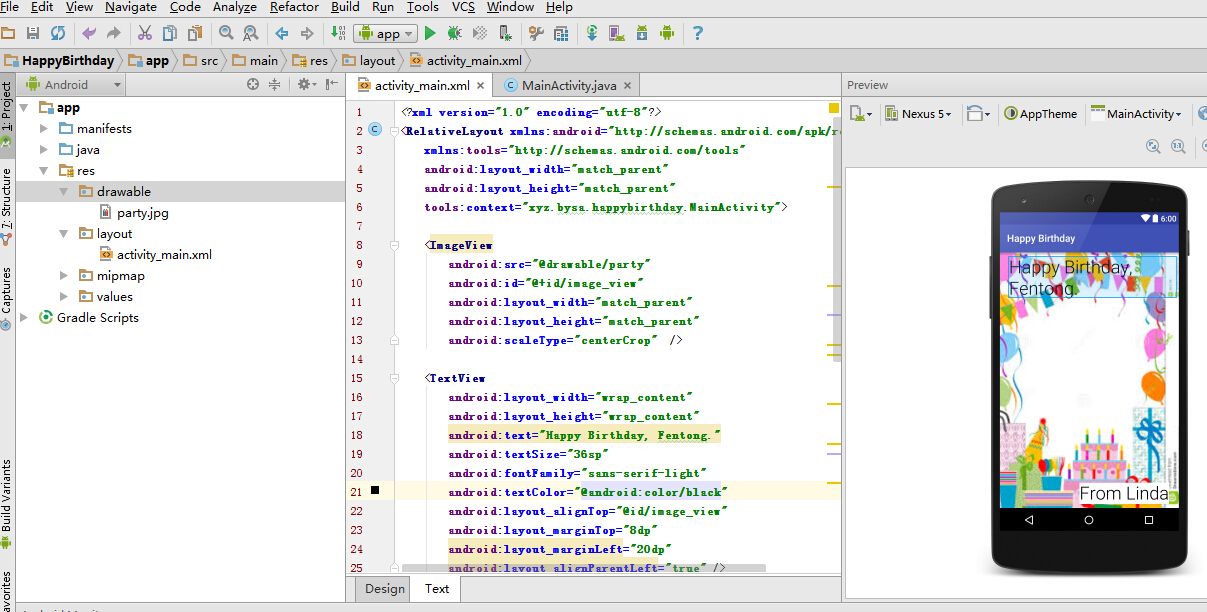 File Edit View Navigate Code Analyze Refactor Build Run Tools VCS Window Help
app
HappyBirthday app src main res layout activity_main.xml
1: Project
7: Structure
Captures
Build Variants
Android
app
manifests
java
res
drawable
party.jpg
layout
activity_main.xml
mipmap
values
Gradle Scripts
activity_main.xml MainActivity.java
1 <?xml version="1.0" encoding="utf-8"?>
2 <RelativeLayout xmlns:android="http://schemas.android.com/apk/
3 xmlns:tools="http://schemas.android.com/tools"
4 android:layout_width="match_parent"
5 android:layout_height="match_parent"
6 tools:context="xyz.bysa.happybirthday.MainActivity">
7
8 <ImageView
9 android:src="@drawable/party"
10 android:id="@+id/image_view"
11 android:layout_width="match_parent"
12 android:layout_height="match_parent"
13 android:scaleType="centerCrop" />
14
15 <TextView
16 android:layout_width="wrap_content"
17 android:layout_height="wrap_content"
18 android:text="Happy Birthday, Fentong."
19 android:textSize="36sp"
20 android:fontFamily="sans-serif-light"
21 android:textColor="@android:color/black"
22 android:layout_alignTop="@id/image_view"
23 android:layout_marginTop="8dp"
24 android:layout_marginLeft="20dp"
25 android:layout_alignParentLeft="true" />
Design Text
Preview
Nexus 5 AppTheme MainActivity
6:00
Happy Birthday
Happy Birthday,
Fentong.
From Linda